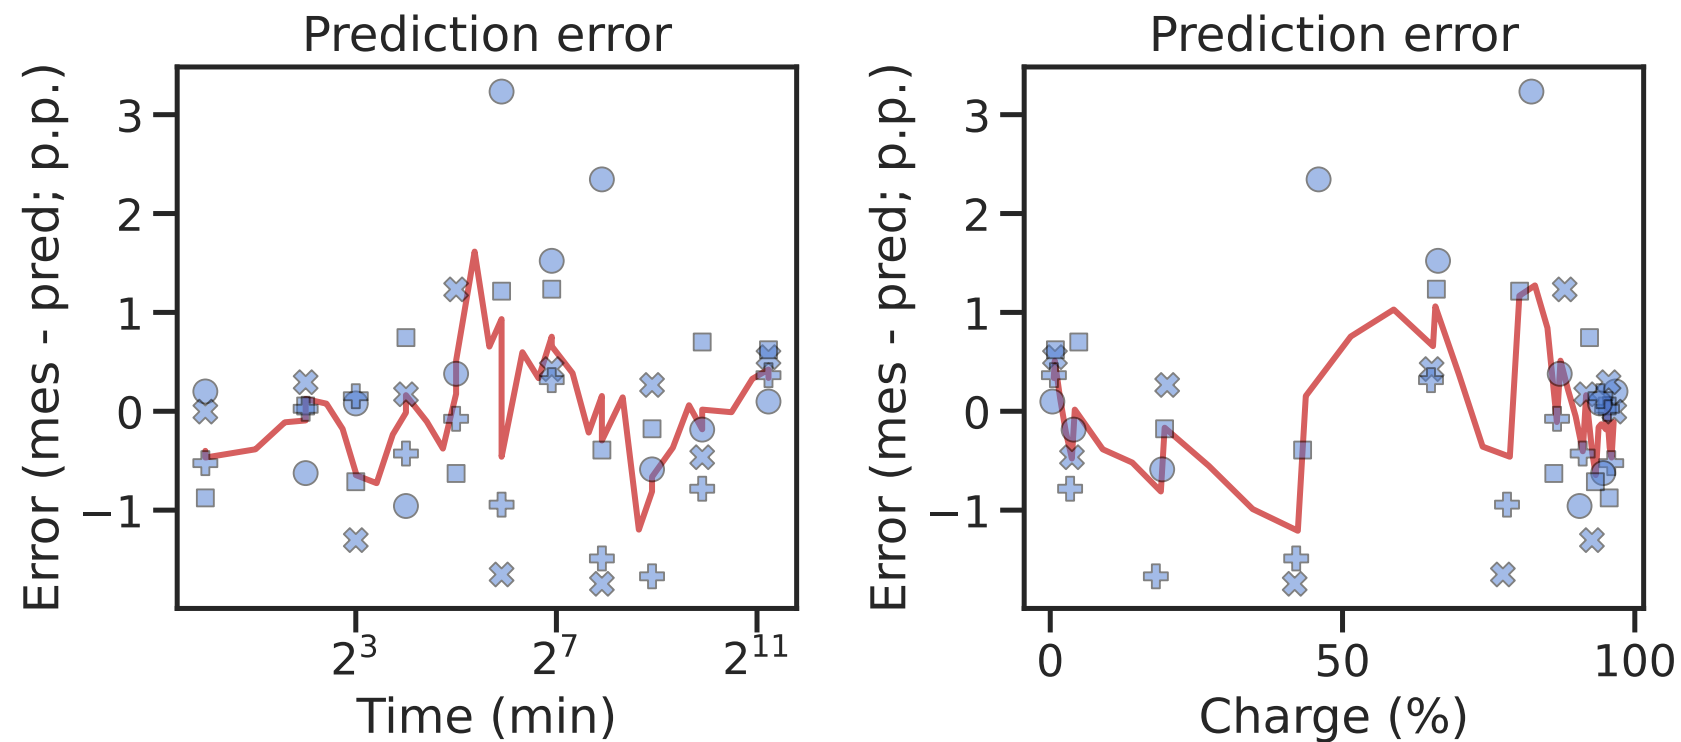 Prediction error
Error (mes - pred; p.p.)
3
2
1
0
−1
2³
2⁷
2¹¹
Time (min)
Prediction error
Error (mes - pred; p.p.)
3
2
1
0
−1
0
50
100
Charge (%)